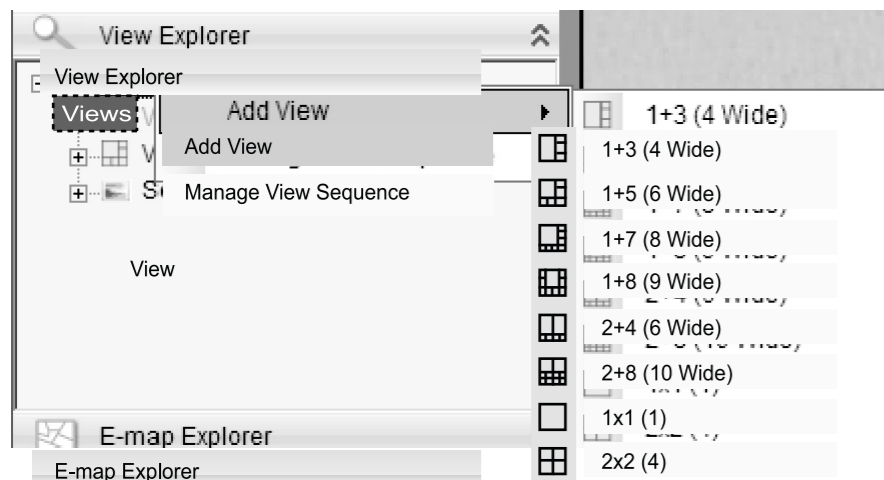 View Explorer
View Explorer
Views
Add View
1+3 (4 Wide)
Add View
1+3 (4 Wide)
Manage View Sequence
1+5 (6 Wide)
1+7 (8 Wide)
View
1+8 (9 Wide)
2+4 (6 Wide)
2+8 (10 Wide)
1x1 (1)
E-map Explorer
2x2 (4)
E-map Explorer